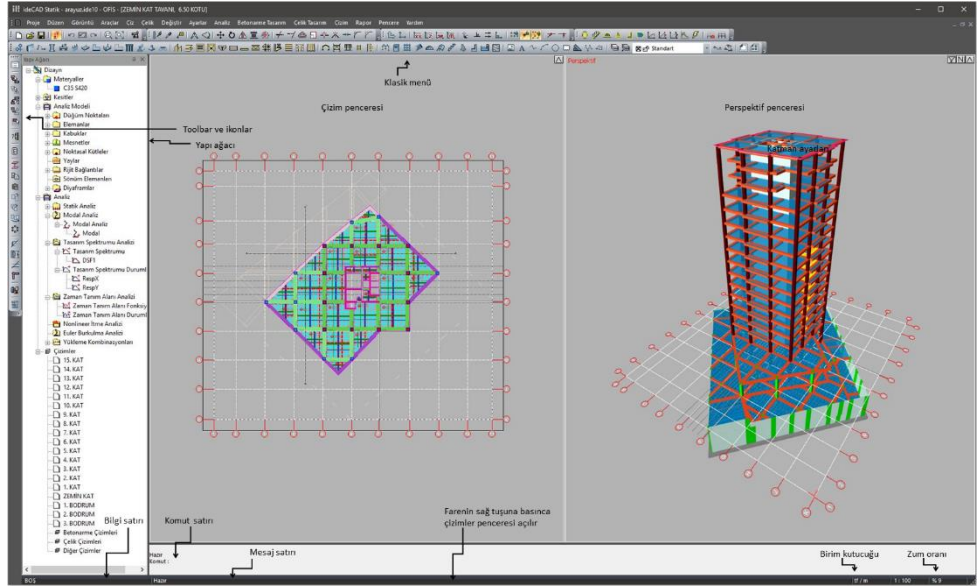 ideCAD Statik - arayuz.ide10 - OFİS - [ZEMİN KAT TAVANI, 6.50 KOTU]
Proje Düzen Görüntü Araçlar Çiz Çelik Değiştir Ayarlar Analiz Betonarme Tasarım Çelik Tasarım Çizim Rapor Pencere Yardım
Standart
Yapı Ağacı
Perspektif
Klasik menü
Çizim penceresi
Perspektif penceresi
Toolbar ve ikonlar
Yapı ağacı
Katman ayarları
Dizayn
Materyaller
C35 S420
Kesitler
Analiz Modeli
Düğüm Noktaları
Elemanlar
Kabuklar
Mesnetler
Noktasal Kütleler
Yaylar
Rijit Bağlantılar
Sönüm Elemanları
Diyaframlar
Analiz
Statik Analiz
Modal Analiz
Modal Analiz
Modal
Tasarım Spektrumu Analizi
Tasarım Spektrumu
DSF1
Tasarım Spektrumu Duruml
RespX
RespY
Zaman Tanım Alanı Analizi
Zaman Tanım Alanı Fonksiy
Zaman Tanım Alanı Duruml
Nonlineer İtme Analizi
Euler Burkulma Analizi
Yükleme Kombinasyonları
Çizimler
15. KAT
14. KAT
13. KAT
12. KAT
11. KAT
10. KAT
9. KAT
8. KAT
7. KAT
6. KAT
5. KAT
4. KAT
3. KAT
2. KAT
1. KAT
ZEMİN KAT
1. BODRUM
2. BODRUM
3. BODRUM
Betonarme Çizimleri
Çelik Çizimleri
Diğer Çizimler
Bilgi satırı
Komut satırı
Farenin sağ tuşuna basınca
çizimler penceresi açılır
Mesaj satırı
Birim kutucuğu
Zum oranı
Hazır
Komut :
BOŞ
Hazır
tf / m
1 : 100
% 9